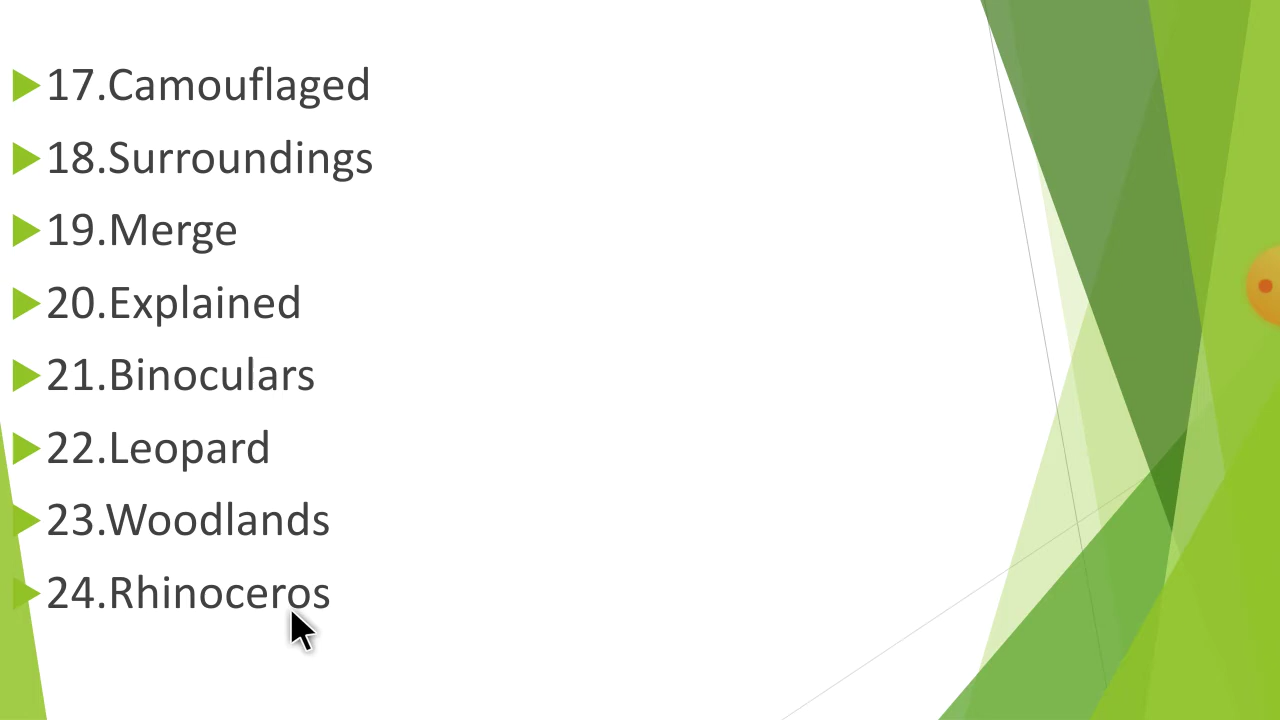 17.Camouflaged
18.Surroundings
19.Merge
20.Explained
21.Binoculars
22.Leopard
23.Woodlands
24.Rhinoceros